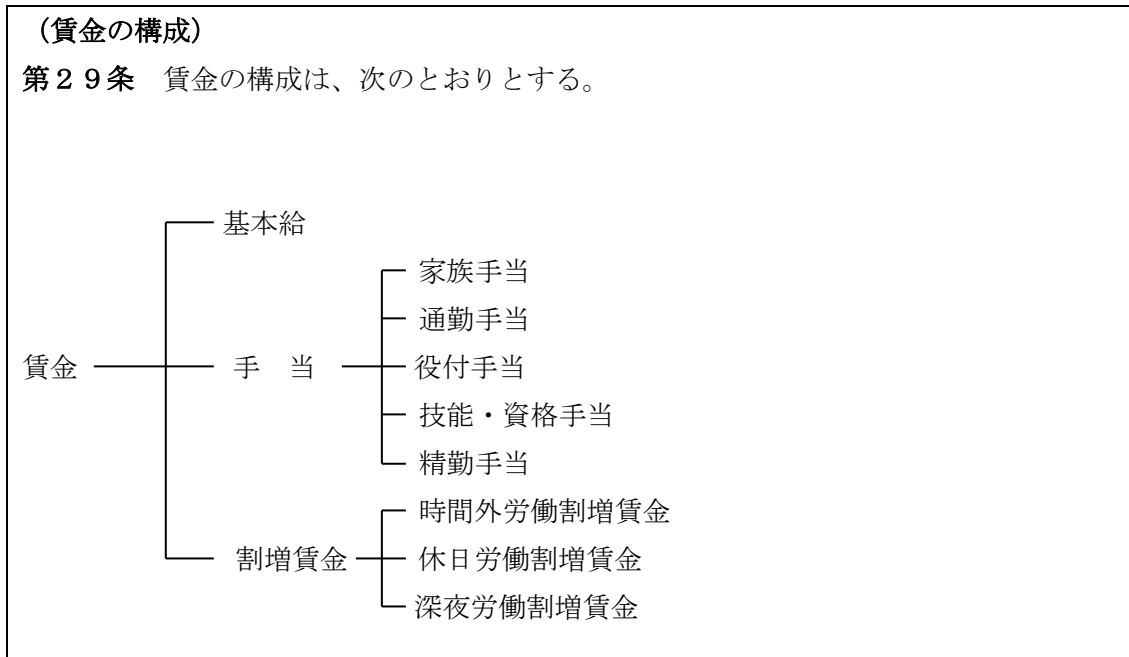 （賃金の構成）
第２９条　賃金の構成は、次のとおりとする。
基本給
家族手当
通勤手当
賃金　手　当　役付手当
技能・資格手当
精勤手当
時間外労働割増賃金
割増賃金　休日労働割増賃金
深夜労働割増賃金